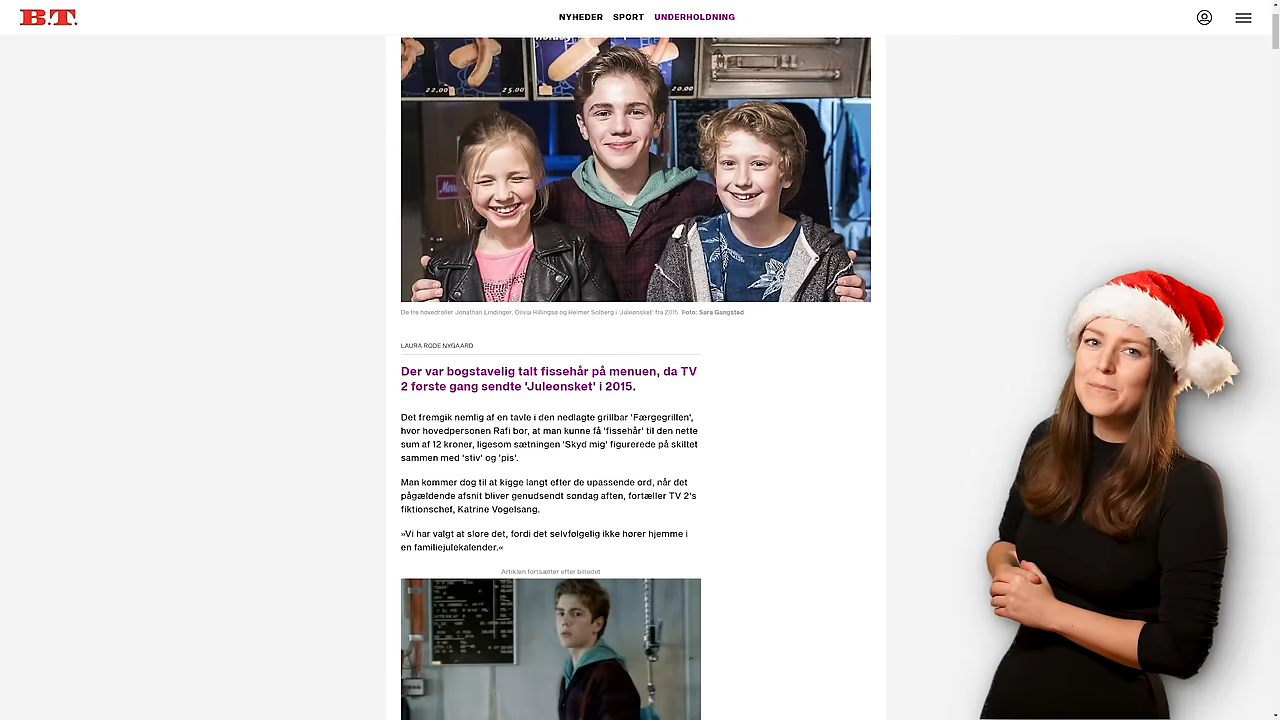 B.T.
NYHEDER SPORT UNDERHOLDNING
22.00
25.00
20.00
De tre hovedroller Jonathan Lindinger, Olivia Hillingsø og Helmer Solberg i 'Juleønsket' fra 2015. Foto: Sara Gangsted
LAURA RODE NYGAARD
Der var bogstavelig talt fissehår på menuen, da TV
2 første gang sendte 'Juleønsket' i 2015.
Det fremgik nemlig af en tavle i den nedlagte grillbar 'Færgegrillen',
hvor hovedpersonen Rafi bor, at man kunne få 'fissehår' til den nette
sum af 12 kroner, ligesom sætningen 'Skyd mig' figurerede på skiltet
sammen med 'stiv' og 'pis'.
Man kommer dog til at kigge langt efter de upassende ord, når det
pågældende afsnit bliver genudsendt søndag aften, fortæller TV 2's
fiktionschef, Katrine Vogelsang.
»Vi har valgt at sløre det, fordi det selvfølgelig ikke hører hjemme i
en familiejulekalender.«
Artiklen fortsætter efter billedet